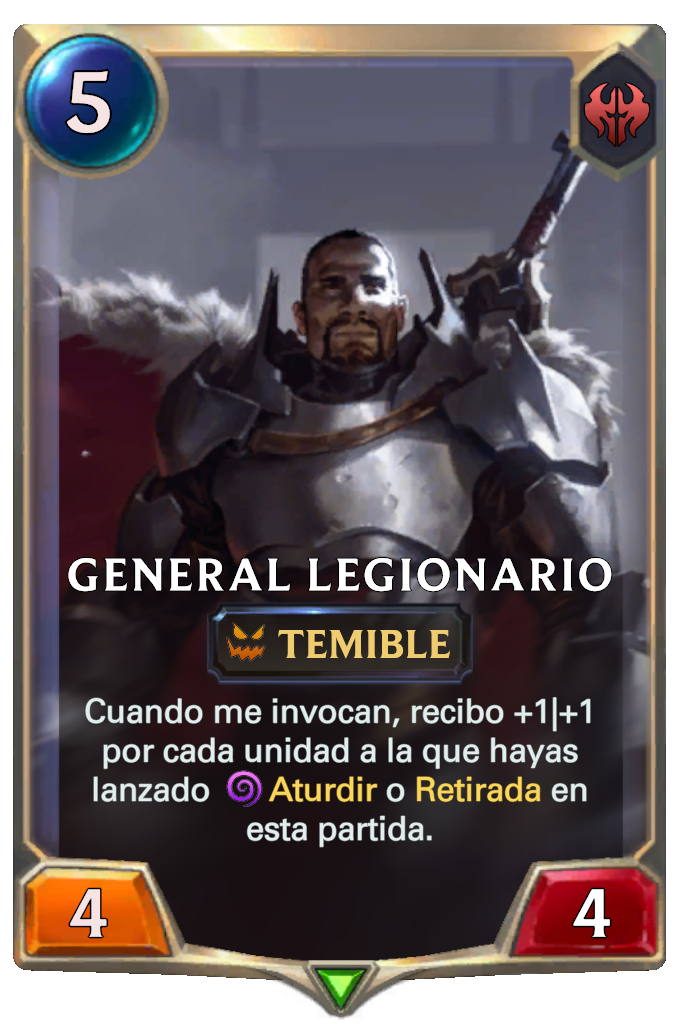 5
GENERAL LEGIONARIO
TEMIBLE
Cuando me invocan, recibo +1|+1
por cada unidad a la que hayas
lanzado Aturdir o Retirada en
esta partida.
4
4